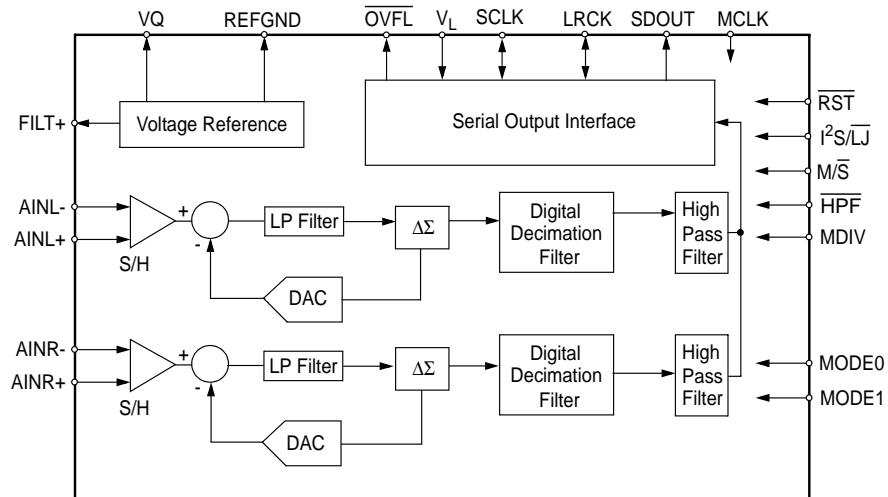 VQ REFGND OVFL V_L SCLK LRCK SDOUT MCLK
FILT+
Voltage Reference
Serial Output Interface
RST
I²S/LJ
M/S
HPF
MDIV
AINL-
AINL+
S/H
+
-
LP Filter
ΔΣ
DAC
Digital
Decimation
Filter
High
Pass
Filter
AINR-
AINR+
S/H
+
-
LP Filter
ΔΣ
DAC
Digital
Decimation
Filter
High
Pass
Filter
MODE0
MODE1